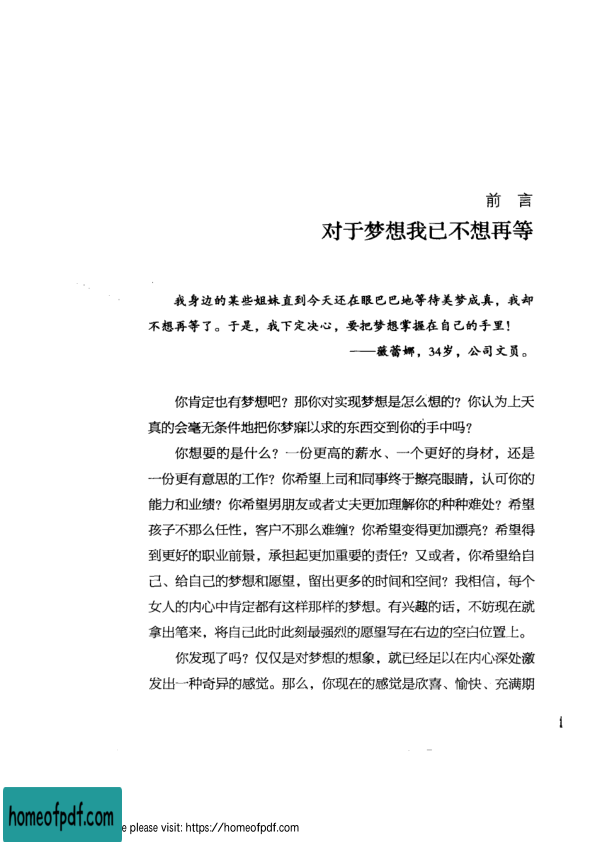 前 言
对于梦想我已不想再等
我身边的某些姐妹直到今天还在眼巴巴地等待美梦成真，我却
不想再等了。于是，我下定决心，要把梦想掌握在自己的手里！
——薇蕾娜，34岁，公司文员。
你肯定也有梦想吧？那你对实现梦想是怎么想的？你认为上天
真的会毫无条件地把你梦寐以求的东西交到你的手中吗？
你想要的是什么？一份更高的薪水、一个更好的身材，还是
一份更有意思的工作？你希望上司和同事终于擦亮眼睛，认可你的
能力和业绩？你希望男朋友或者丈夫更加理解你的种种难处？希望
孩子不那么任性，客户不那么难缠？你希望变得更加漂亮？希望得
到更好的职业前景，承担起更加重要的责任？又或者，你希望给自
己、给自己的梦想和愿望，留出更多的时间和空间？我相信，每个
女人的内心中肯定都有这样那样的梦想。有兴趣的话，不妨现在就
拿出笔来，将自己此时此刻最强烈的愿望写在右边的空白位置上。
你发现了吗？仅仅是对梦想的想象，就已经足以在内心深处激
发出一种奇异的感觉。那么，你现在的感觉是欣喜、愉快、充满期
1
homeofpdf.com
e please visit: https://homeofpdf.com